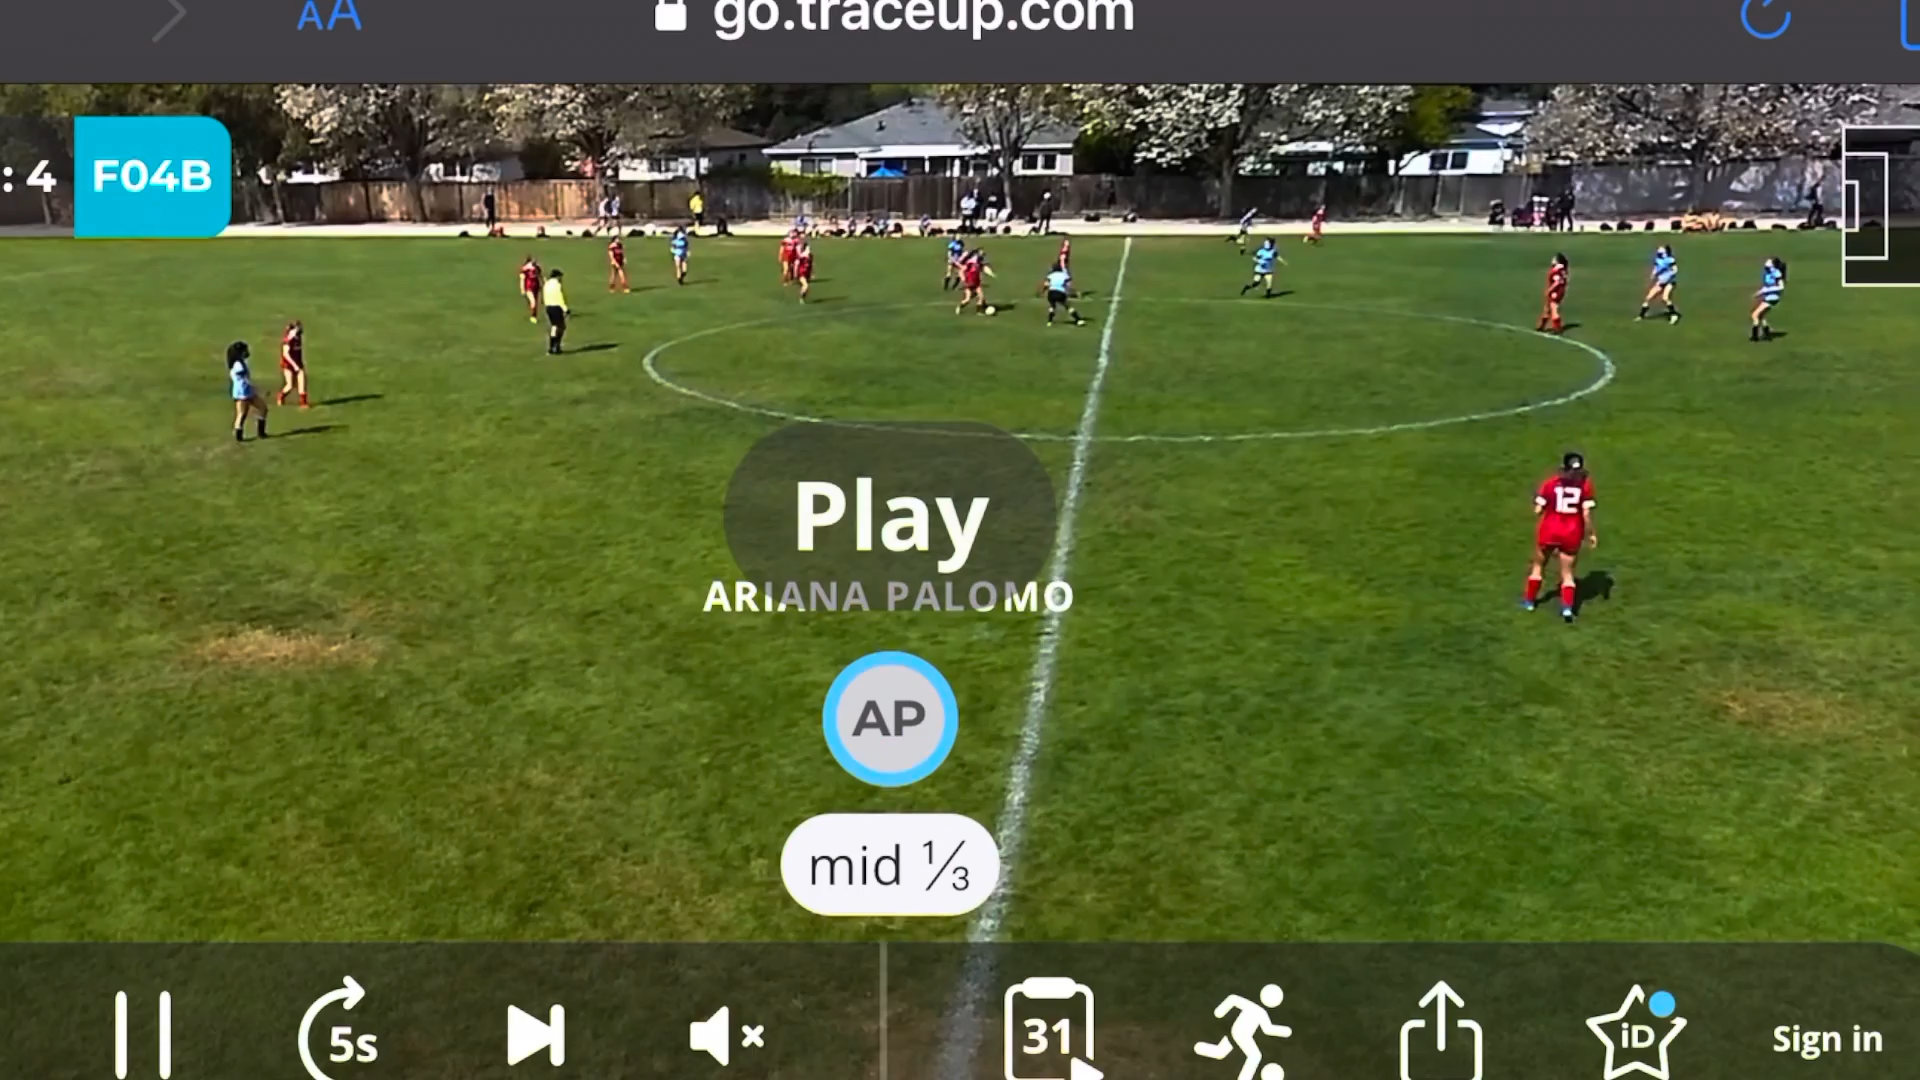 AA
go.traceup.com
: 4
F04B
12
Play
ARIANA PALOMO
AP
mid ⅓
5s
31
iD
Sign in